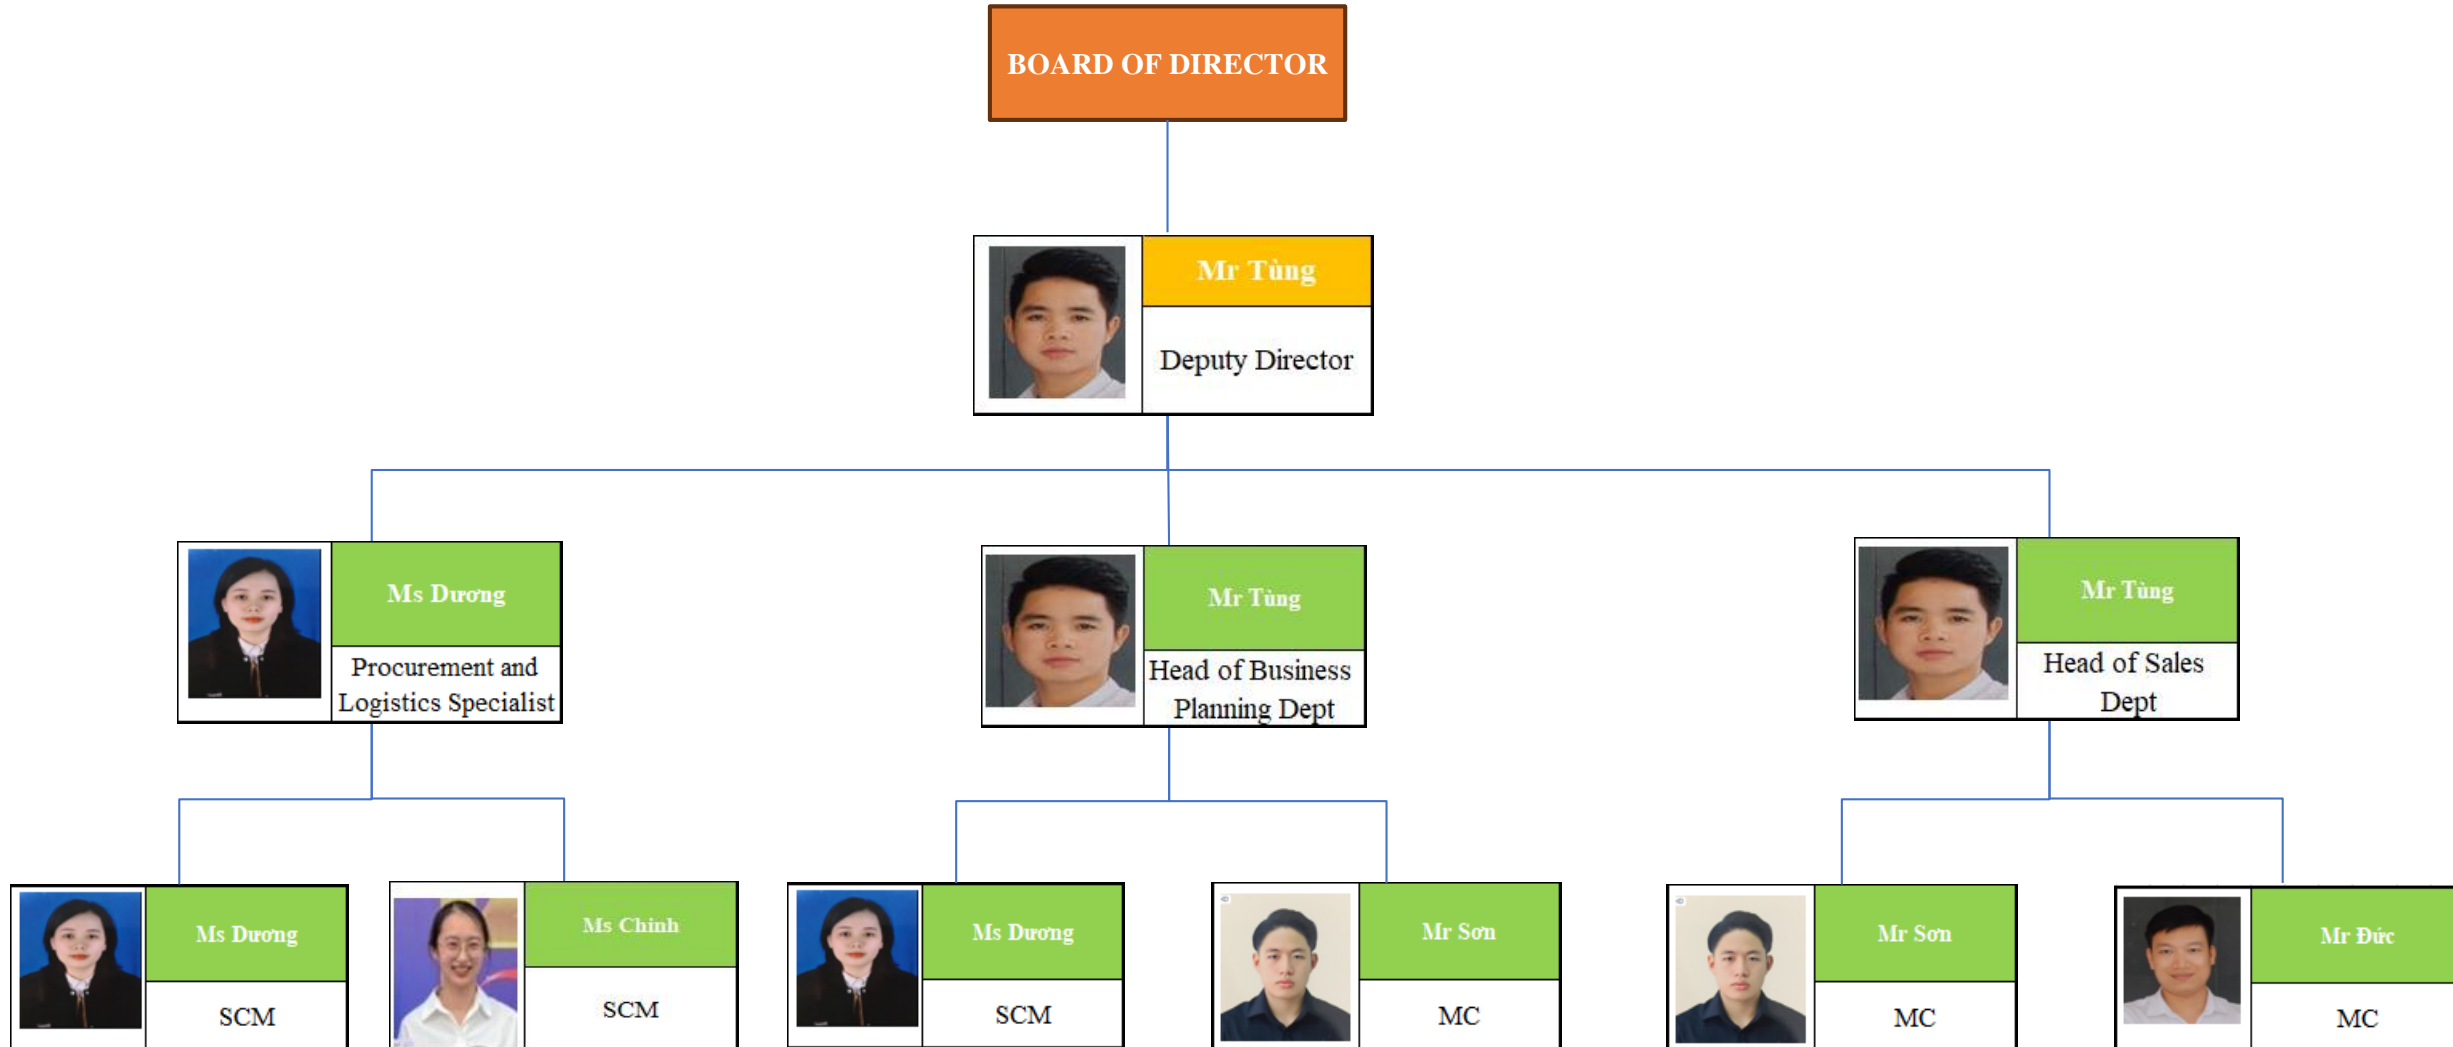 BOARD OF DIRECTOR
Mr Tùng
Deputy Director
Ms Dương
Procurement and
Logistics Specialist
Mr Tùng
Head of Business
Planning Dept
Mr Tùng
Head of Sales
Dept
Ms Dương
SCM
Ms Chinh
SCM
Ms Dương
SCM
Mr Sơn
MC
Mr Sơn
MC
Mr Đức
MC